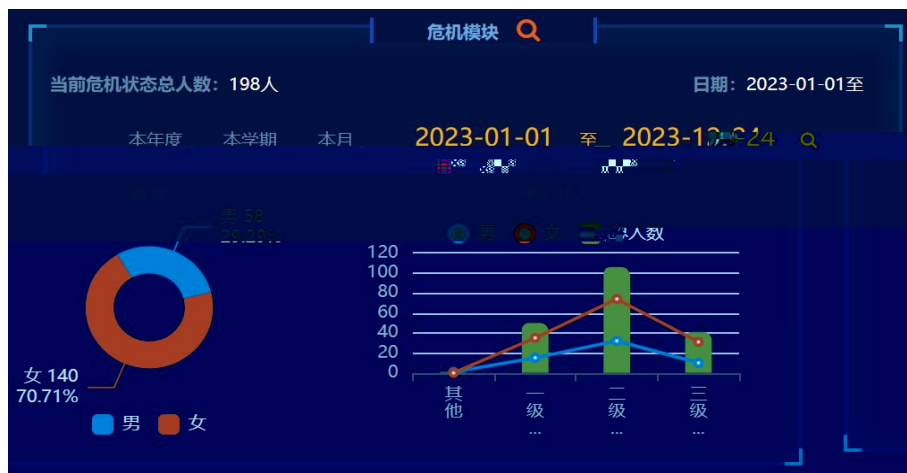 危机模块
当前危机状态总人数：198人
日期：2023-01-01至
本年度 本学期 本月 2023-01-01 至
男 58
29.29%
男 女 人数
120
100
80
60
40
20
0
女 140
70.71%
男 女
其他 一级... 二级... 三级...